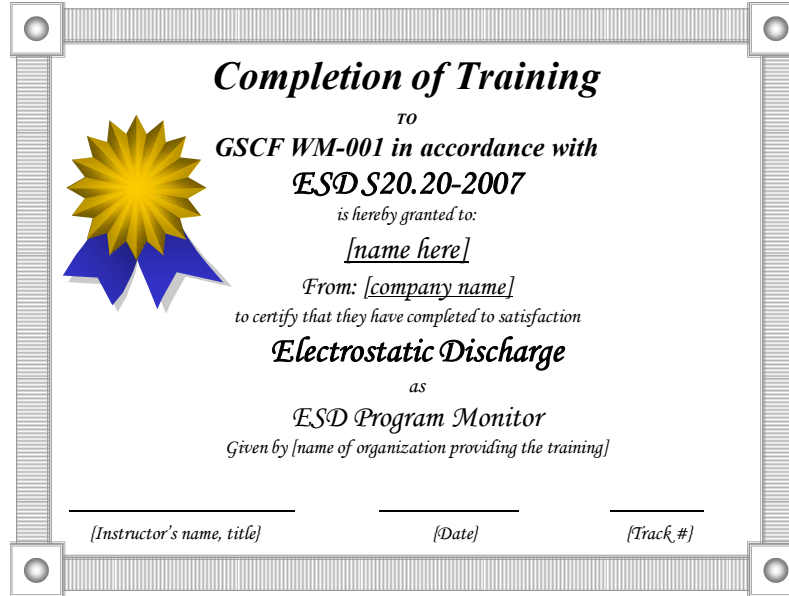 Completion of Training
TO
GSCF WM-001 in accordance with
ESD S20.20-2007
is hereby granted to:
[name here]
From: [company name]
to certify that they have completed to satisfaction
Electrostatic Discharge
as
ESD Program Monitor
Given by [name of organization providing the training]
[Instructor's name, title] [Date] [Track #]